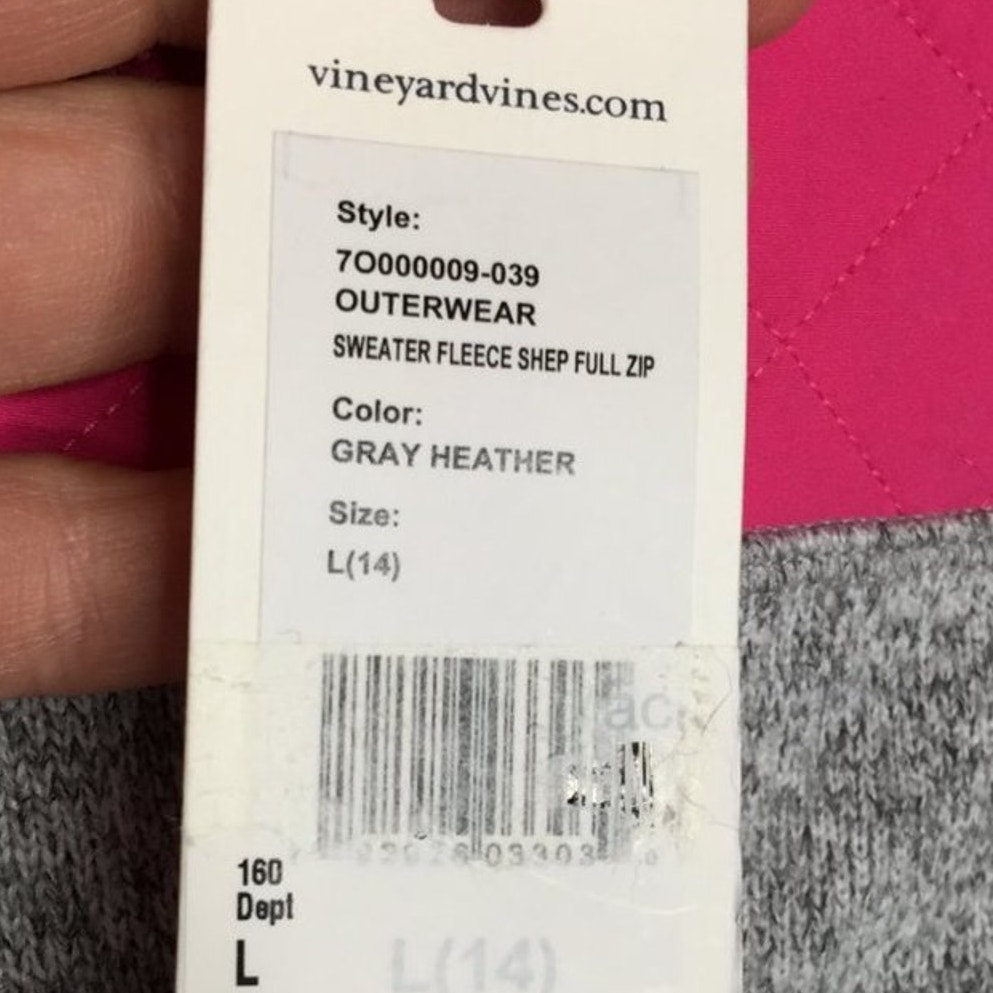 vineyardvines.com
Style:
7O000009-039
OUTERWEAR
SWEATER FLEECE SHEP FULL ZIP
Color:
GRAY HEATHER
Size:
L(14)
ac
160
Dept
L
L(14)